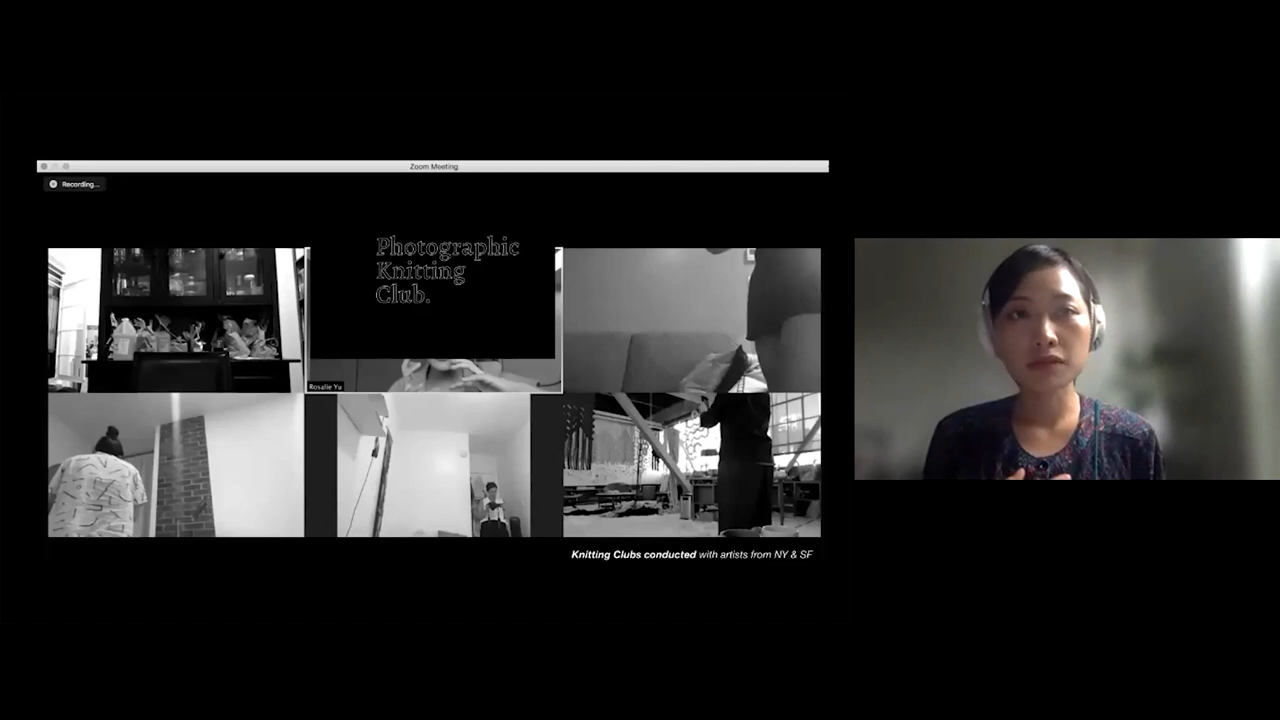 Zoom Meeting
Recording...
Photographic
Knitting
Club.
Rosalie Yu
Knitting Clubs conducted with artists from NY & SF